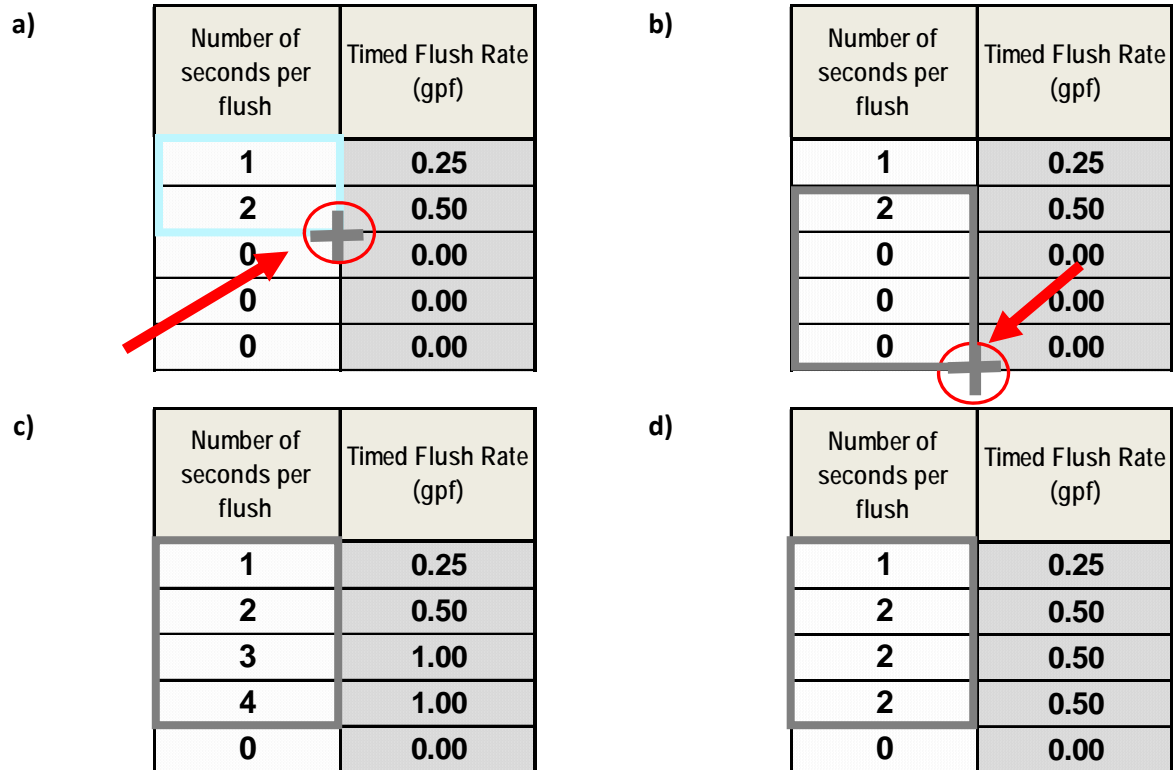 a)
Number of seconds per flush | Timed Flush Rate (gpf)
1 | 0.25
2 | 0.50
0 | 0.00
0 | 0.00
0 | 0.00
b)
Number of seconds per flush | Timed Flush Rate (gpf)
1 | 0.25
2 | 0.50
0 | 0.00
0 | 0.00
0 | 0.00
c)
Number of seconds per flush | Timed Flush Rate (gpf)
1 | 0.25
2 | 0.50
3 | 1.00
4 | 1.00
0 | 0.00
d)
Number of seconds per flush | Timed Flush Rate (gpf)
1 | 0.25
2 | 0.50
2 | 0.50
2 | 0.50
0 | 0.00